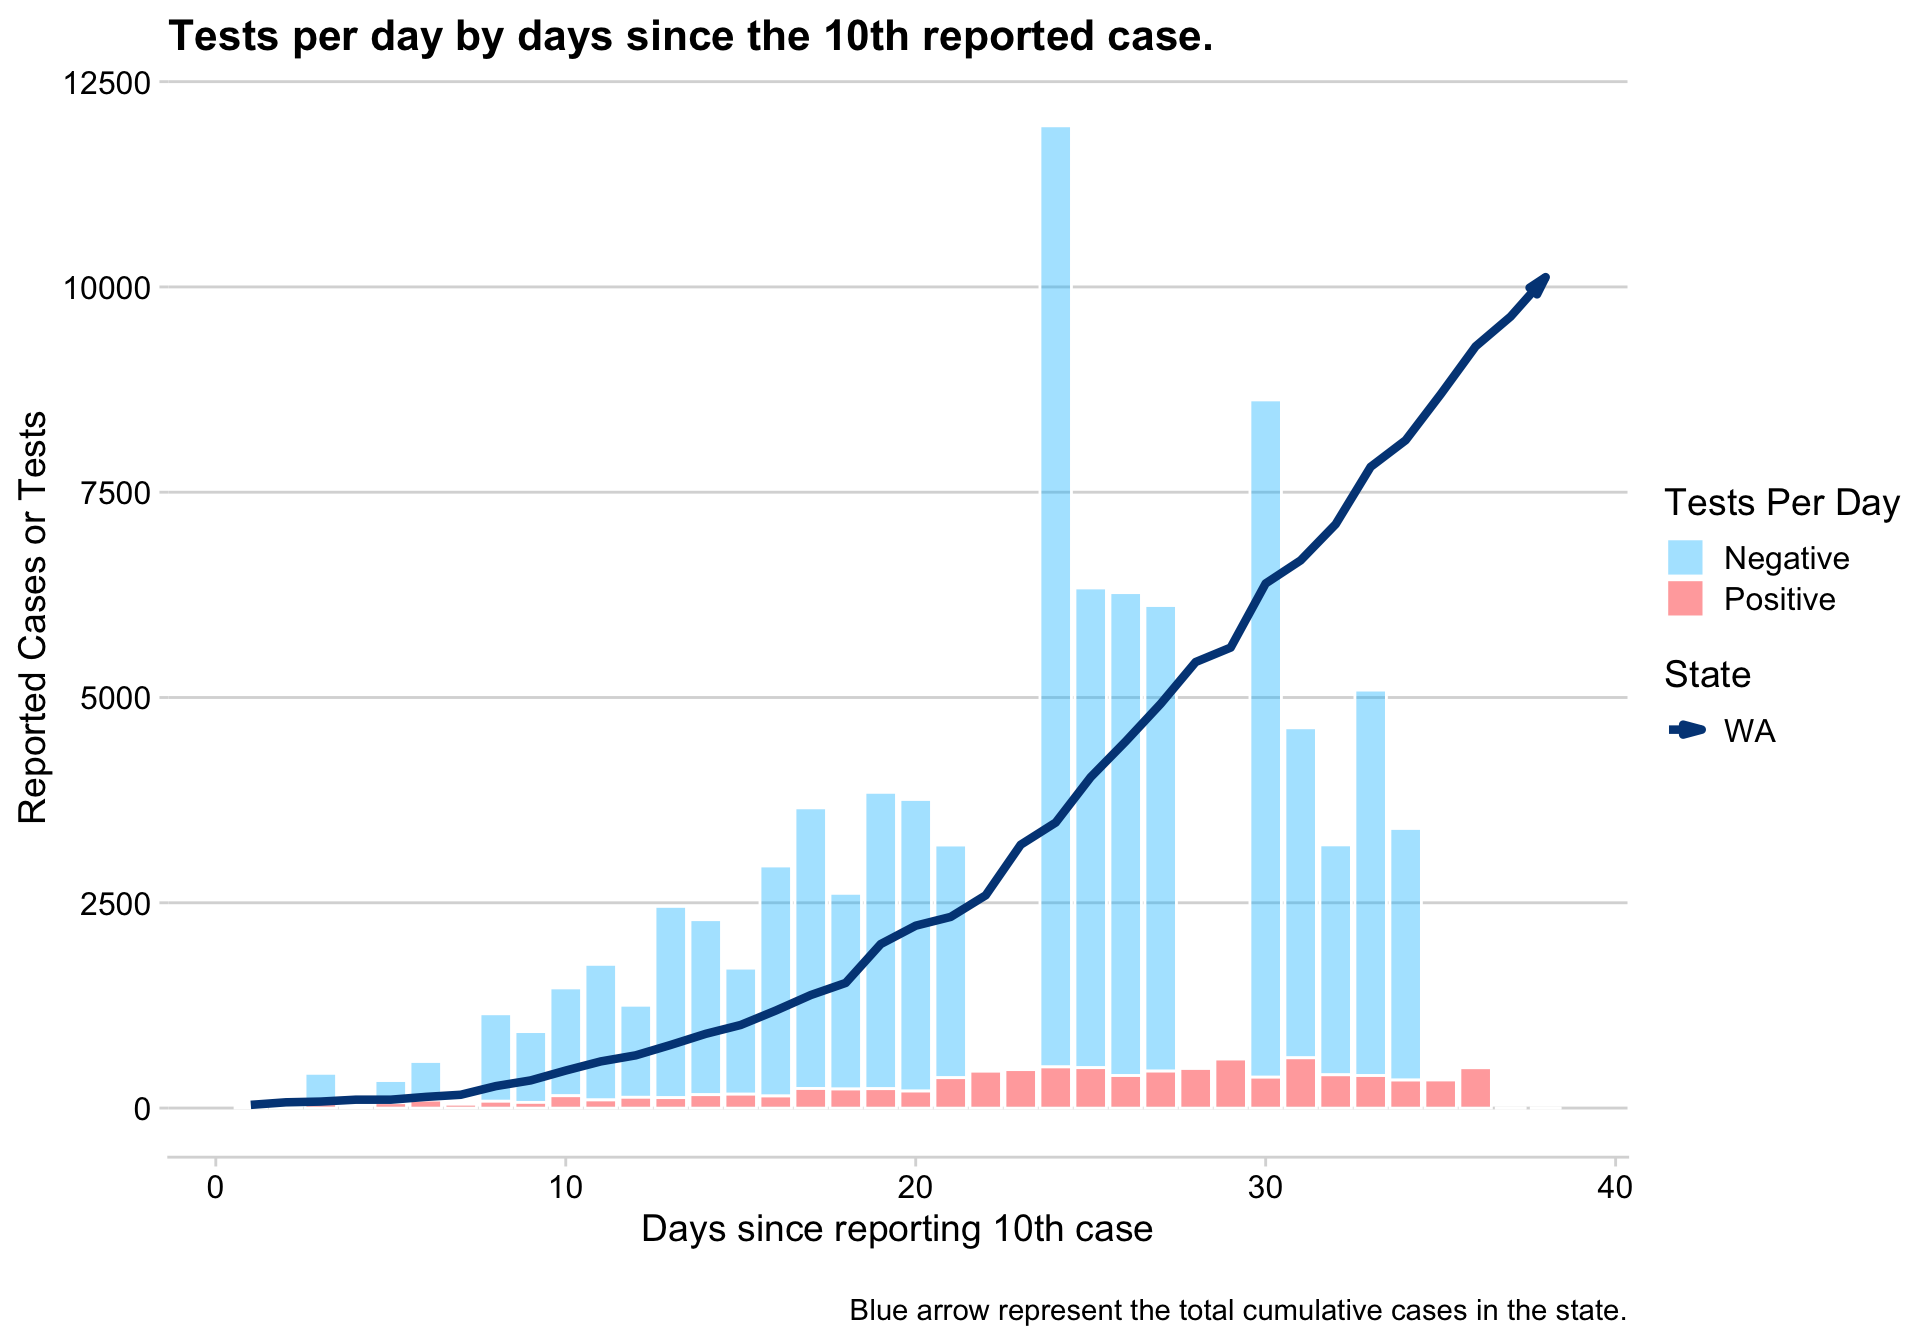 Tests per day by days since the 10th reported case.
12500
10000
7500
5000
2500
0
Reported Cases or Tests
0 10 20 30 40
Days since reporting 10th case
Tests Per Day
Negative
Positive
State
WA
Blue arrow represent the total cumulative cases in the state.